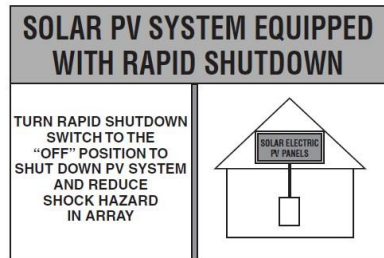 SOLAR PV SYSTEM EQUIPPED
WITH RAPID SHUTDOWN
TURN RAPID SHUTDOWN
SWITCH TO THE
“OFF” POSITION TO
SHUT DOWN PV SYSTEM
AND REDUCE
SHOCK HAZARD
IN ARRAY
SOLAR ELECTRIC
PV PANELS